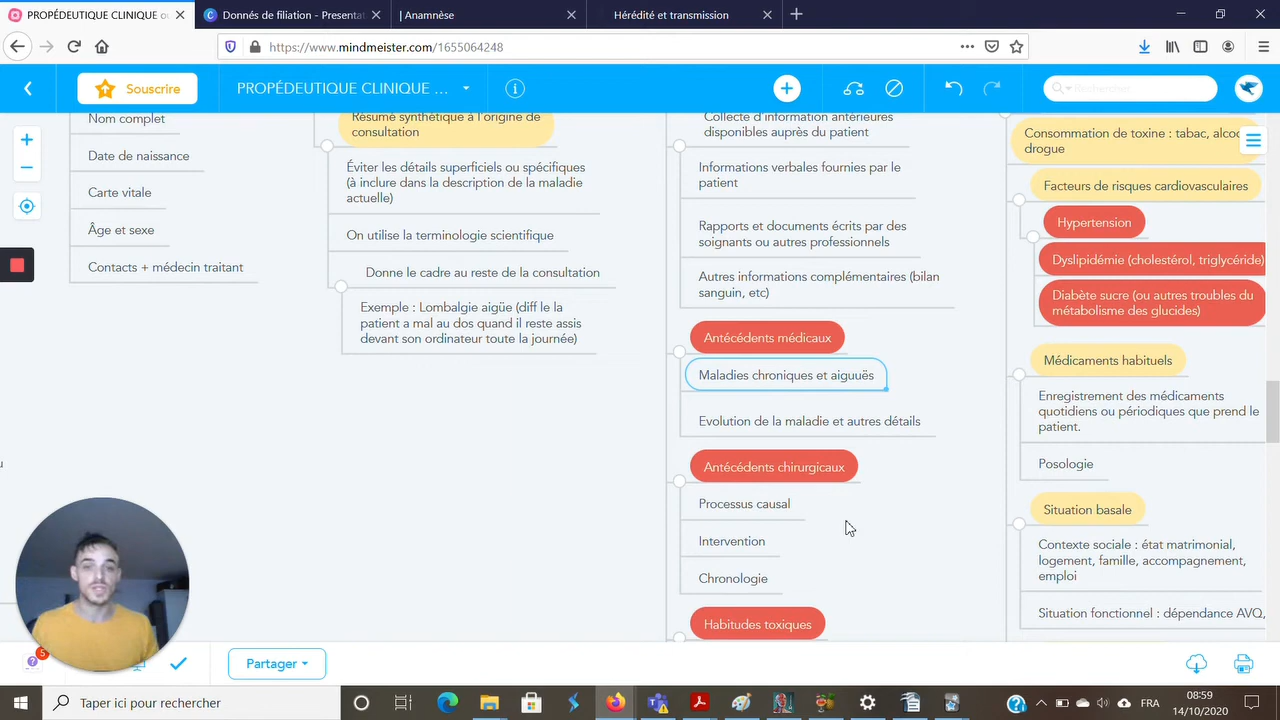 PROPÉDEUTIQUE CLINIQUE ou
Donnés de filiation - Presentat
| Anamnèse
Hérédité et transmission
https://www.mindmeister.com/1655064248
Souscrire
PROPÉDEUTIQUE CLINIQUE ...
Rechercher
Nom complet
Date de naissance
Carte vitale
Âge et sexe
Contacts + médecin traitant
Résumé synthétique à l'origine de
consultation
Éviter les détails superficiels ou spécifiques
(à inclure dans la description de la maladie
actuelle)
On utilise la terminologie scientifique
Donne le cadre au reste de la consultation
Exemple : Lombalgie aigüe (diff le la
patient a mal au dos quand il reste assis
devant son ordinateur toute la journée)
Collecte d'information antérieures
disponibles auprès du patient
Informations verbales fournies par le
patient
Rapports et documents écrits par des
soignants ou autres professionnels
Autres informations complémentaires (bilan
sanguin, etc)
Antécédents médicaux
Maladies chroniques et aiguuës
Evolution de la maladie et autres détails
Antécédents chirurgicaux
Processus causal
Intervention
Chronologie
Habitudes toxiques
Consommation de toxine : tabac, alcoo
drogue
Facteurs de risques cardiovasculaires
Hypertension
Dyslipidémie (cholestérol, triglycéride)
Diabète sucre (ou autres troubles du
métabolisme des glucides)
Médicaments habituels
Enregistrement des médicaments
quotidiens ou périodiques que prend le
patient.
Posologie
Situation basale
Contexte sociale : état matrimonial,
logement, famille, accompagnement,
emploi
Situation fonctionnel : dépendance AVQ,
u
5
Partager
Taper ici pour rechercher
FRA
08:59
14/10/2020
1